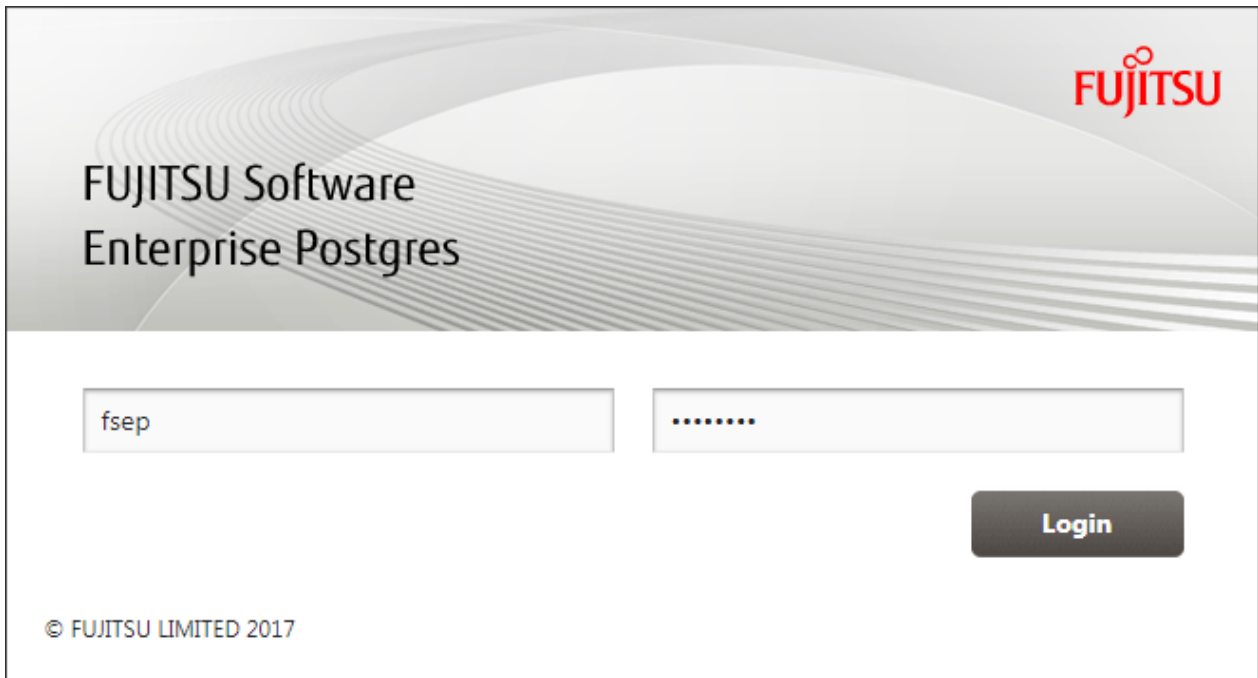 FUJITSU
FUJITSU Software
Enterprise Postgres
fsep
••••••••
Login
© FUJITSU LIMITED 2017